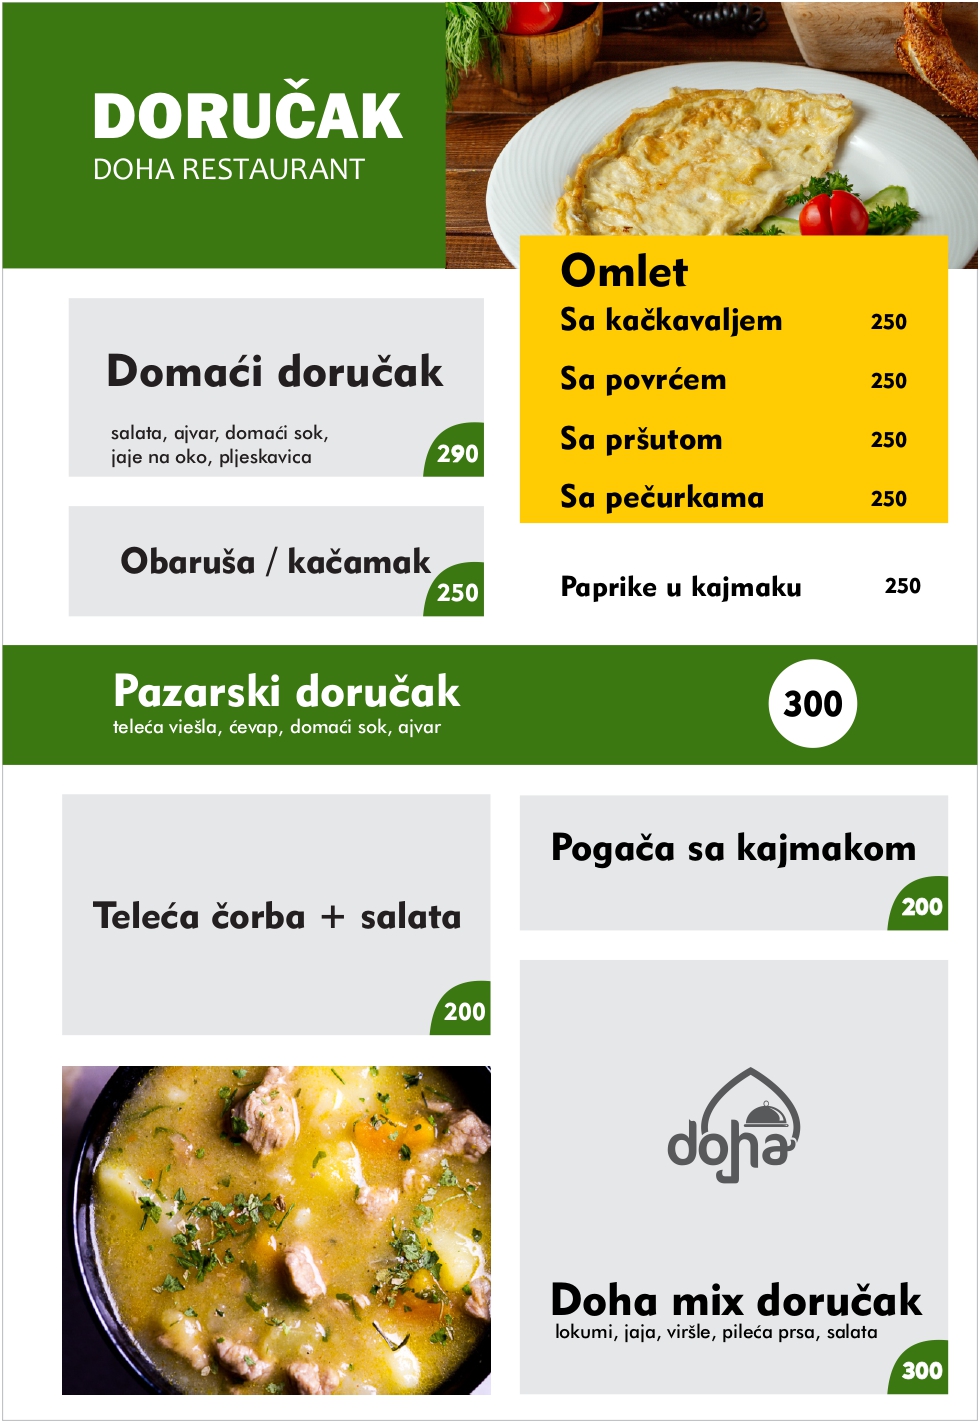 DORUČAK
DOHA RESTAURANT
Omlet
Sa kačkavaljem 250
Sa povrćem 250
Sa pršutom 250
Sa pečurkama 250
Domaći doručak
salata, ajvar, domaći sok,
jaje na oko, pljeskavica
290
Obaruša / kačamak
250
Paprike u kajmaku 250
Pazarski doručak
teleća viešla, ćevap, domaći sok, ajvar
300
Teleća čorba + salata
200
Pogača sa kajmakom
200
doha
Doha mix doručak
lokumi, jaja, viršle, pileća prsa, salata
300